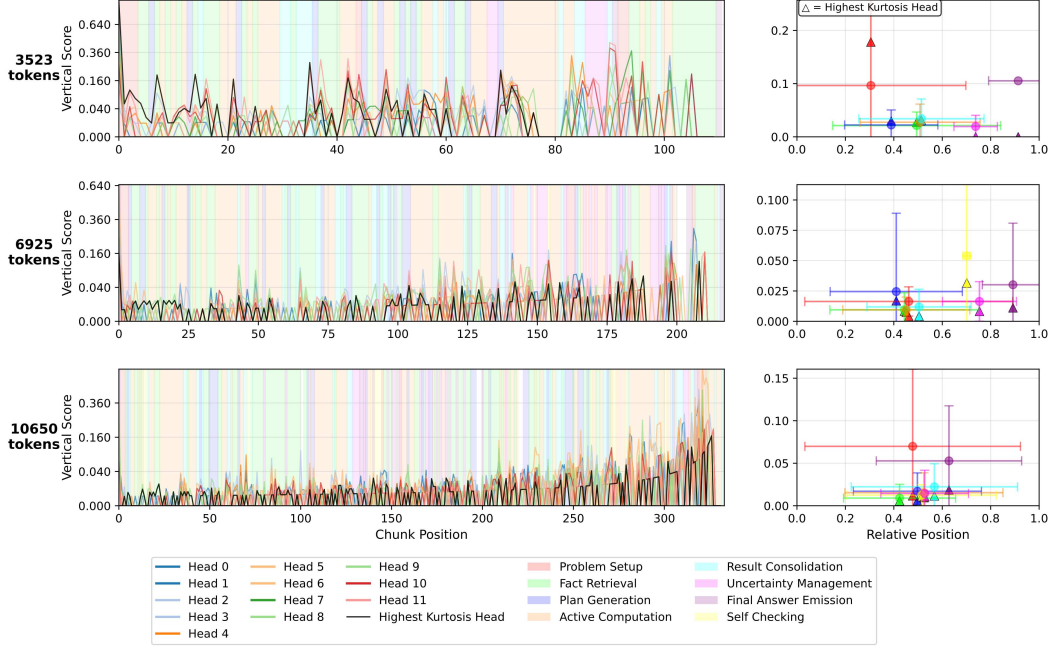 △ = Highest Kurtosis Head
3523
tokens
Vertical Score
0.640
0.360
0.160
0.040
0.000
0 20 40 60 80 100
0.2
0.1
0.0
0.0 0.2 0.4 0.6 0.8 1.0
6925
tokens
Vertical Score
0.640
0.360
0.160
0.040
0.000
0 25 50 75 100 125 150 175 200
0.100
0.075
0.050
0.025
0.000
0.0 0.2 0.4 0.6 0.8 1.0
10650
tokens
Vertical Score
0.360
0.160
0.040
0.000
0 50 100 150 200 250 300
Chunk Position
0.15
0.10
0.05
0.00
0.0 0.2 0.4 0.6 0.8 1.0
Relative Position
Head 0
Head 1
Head 2
Head 3
Head 4
Head 5
Head 6
Head 7
Head 8
Head 9
Head 10
Head 11
Highest Kurtosis Head
Problem Setup
Fact Retrieval
Plan Generation
Active Computation
Result Consolidation
Uncertainty Management
Final Answer Emission
Self Checking